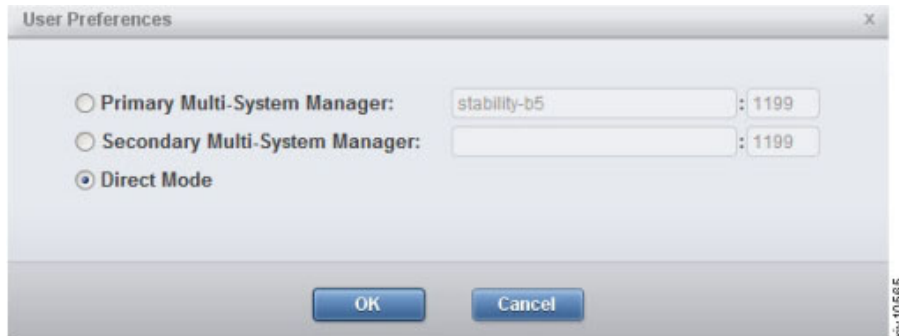 User Preferences x
Primary Multi-System Manager: stability-b5 : 1199
Secondary Multi-System Manager: : 1199
Direct Mode
OK Cancel